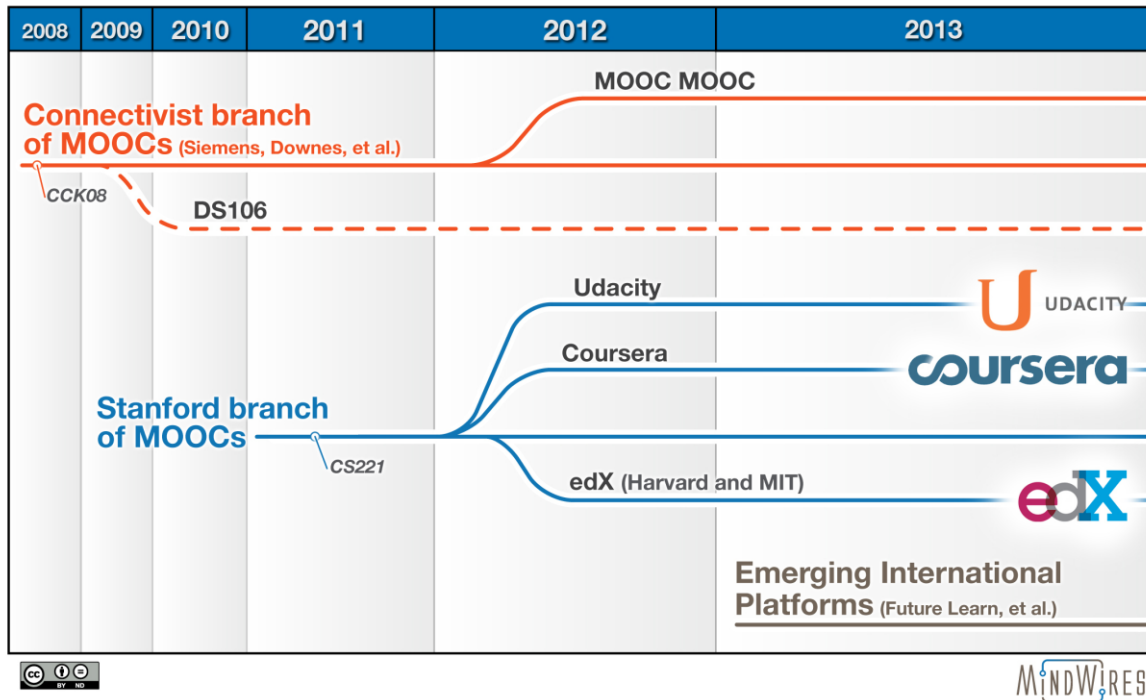 2008 2009 2010 2011 2012 2013
MOOC MOOC
Connectivist branch
of MOOCs (Siemens, Downes, et al.)
CCK08
DS106
Udacity
UDACITY
Coursera
coursera
Stanford branch
of MOOCs
CS221
edX (Harvard and MIT)
edX
Emerging International
Platforms (Future Learn, et al.)
cc
BY ND
MINDWIRES